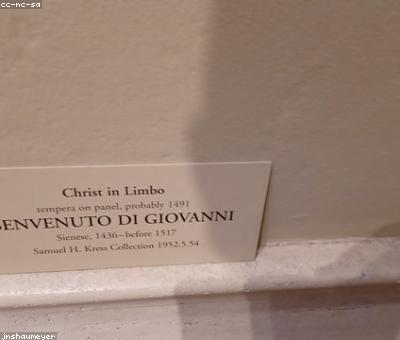 cc-nc-sa
Christ in Limbo
tempera on panel, probably 1491
BENVENUTO DI GIOVANNI
Sienese, 1436–before 1517
Samuel H. Kress Collection 1952.5.54
jnshaumeyer